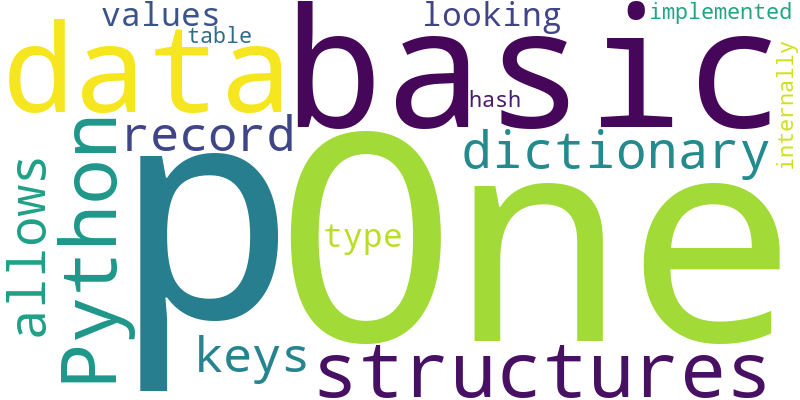 values
looking
implemented
table
data
basic
hash
internally
record
Python
dictionary
allows
p
One
type
keys
structures